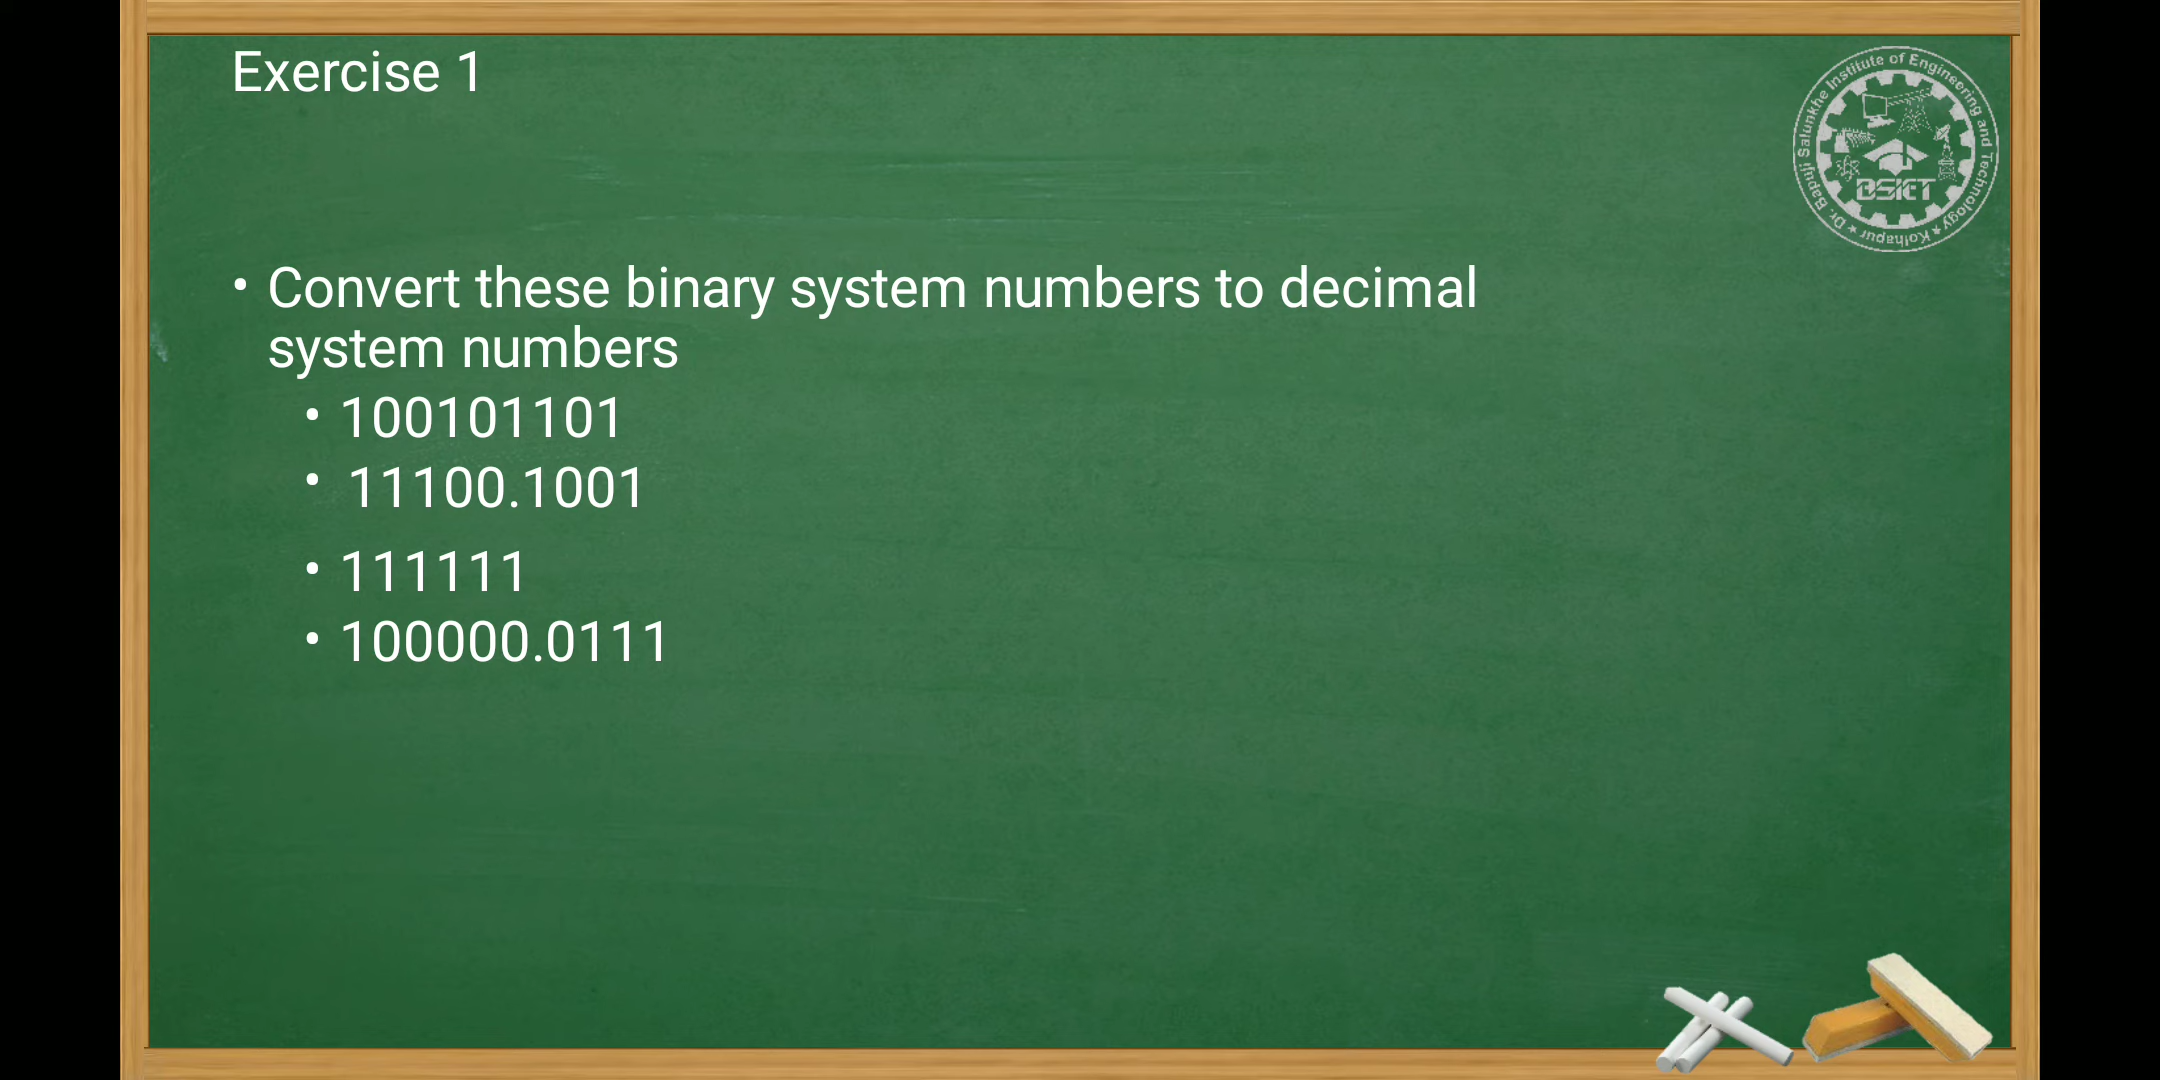 Exercise 1
Dr. Bapuji Salunkhe Institute of Engineering and Technology
* Kolhapur *
BSIET
• Convert these binary system numbers to decimal
system numbers
• 100101101
• 11100.1001
• 111111
• 100000.0111